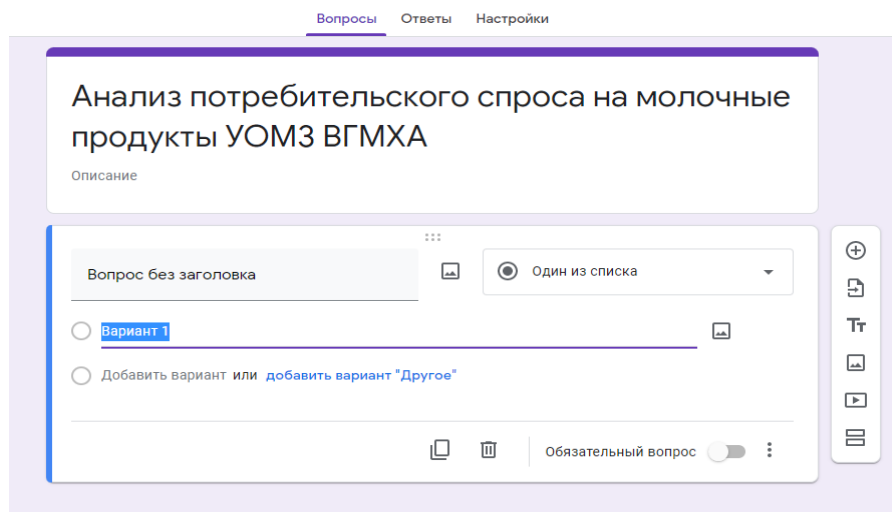 Вопросы Ответы Настройки
Анализ потребительского спроса на молочные
продукты УОМЗ ВГМХА
Описание
Вопрос без заголовка Один из списка
Вариант 1
Добавить вариант или добавить вариант "Другое"
Обязательный вопрос
Тт